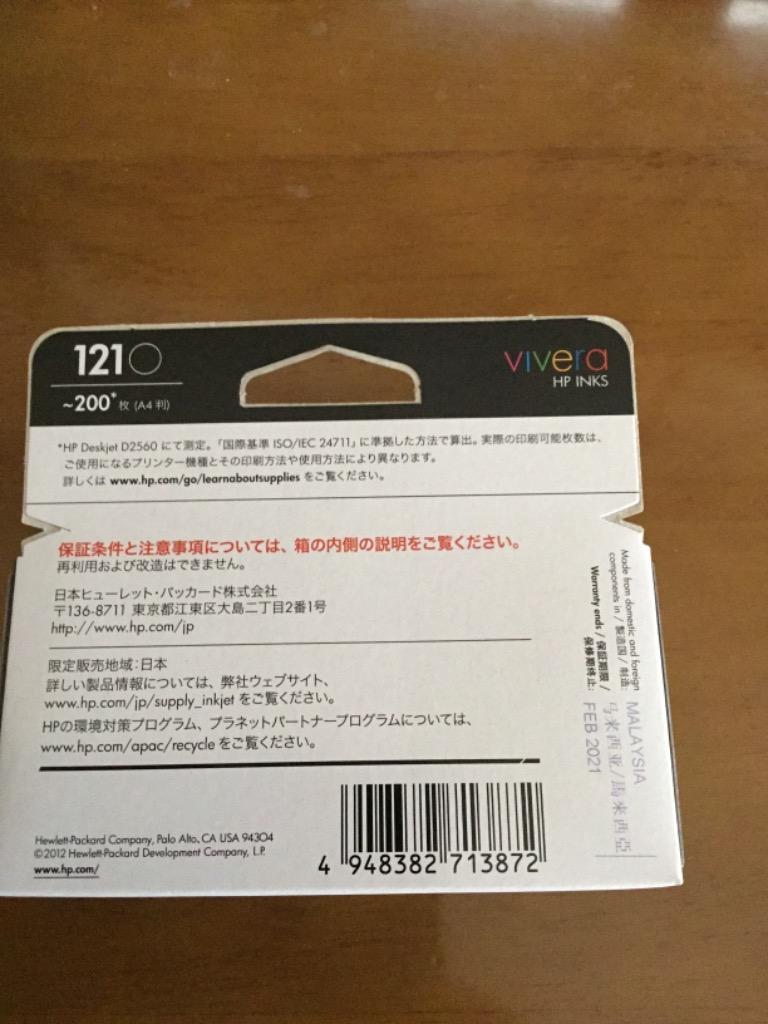 121
vivera
HP INKS
~200*枚 (A4判)
*HP Deskjet D2560 にて測定。「国際基準 ISO/IEC 24711」に準拠した方法で算出。実際の印刷可能枚数は、
ご使用になるプリンター機種とその印刷方法や使用方法により異なります。
詳しくは www.hp.com/go/learnaboutsupplies をご覧ください。
保証条件と注意事項については、箱の内側の説明をご覧ください。
再利用および改造はできません。
日本ヒューレット・パッカード株式会社
〒136-8711 東京都江東区大島二丁目2番1号
http://www.hp.com/jp
限定販売地域:日本
詳しい製品情報については、弊社ウェブサイト、
www.hp.com/jp/supply_inkjet をご覧ください。
HPの環境対策プログラム、プラネットパートナープログラムについては、
www.hp.com/apac/recycle をご覧ください。
Made from domestic and foreign
components in / 製造国 / 制造: MALAYSIA
马来西亚/馬來西亞
Warranty ends / 保証期限 /
保修期终止: FEB 2021
Hewlett-Packard Company, Palo Alto, CA USA 94304
©2012 Hewlett-Packard Development Company, L.P.
www.hp.com/
4 948382 713872